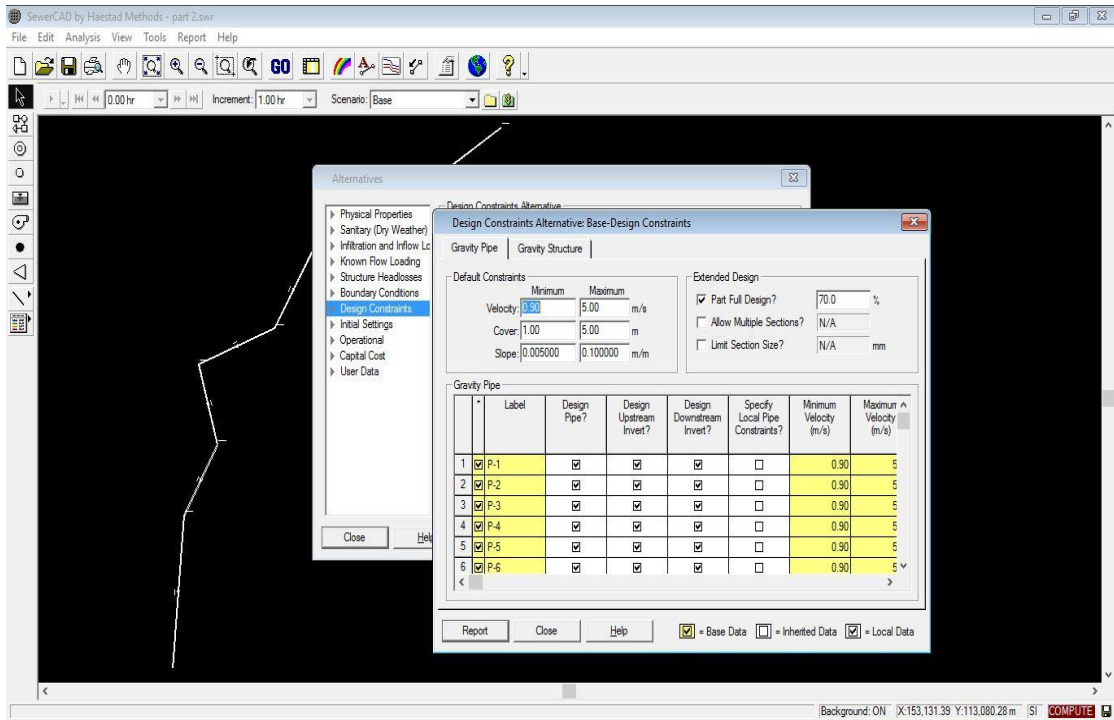 SewerCAD by Haestad Methods - part 2.swr
File Edit Analysis View Tools Report Help
GO
0.00 hr Increment: 1.00 hr Scenario: Base
Alternatives
Physical Properties
Sanitary (Dry Weather)
Infiltration and Inflow Lc
Known Flow Loading
Structure Headlosses
Boundary Conditions
Design Constraints
Initial Settings
Operational
Capital Cost
User Data
Close Help
Design Constraints Alternative
Design Constraints Alternative: Base-Design Constraints
Gravity Pipe Gravity Structure
Default Constraints
Minimum Maximum
Velocity: 0.90 5.00 m/s
Cover: 1.00 5.00 m
Slope: 0.005000 0.100000 m/m
Extended Design
Part Full Design? 70.0 %
Allow Multiple Sections? N/A
Limit Section Size? N/A mm
Gravity Pipe
* Label Design Pipe? Design Upstream Invert? Design Downstream Invert? Specify Local Pipe Constraints? Minimum Velocity (m/s) Maximum Velocity (m/s)
1 P-1 0.90 5
2 P-2 0.90 5
3 P-3 0.90 5
4 P-4 0.90 5
5 P-5 0.90 5
6 P-6 0.90 5
Report Close Help = Base Data = Inherited Data = Local Data
Background: ON X:153,131.39 Y:113,080.28 m SI COMPUTE